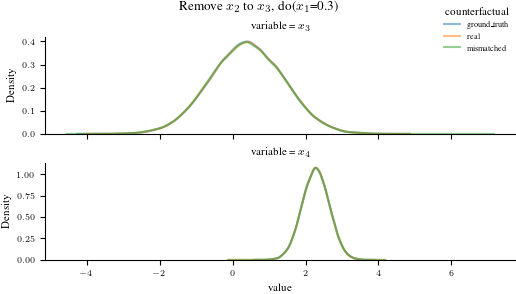 Remove x₂ to x₃, do(x₁=0.3)
counterfactual
ground_truth
real
mismatched
variable = x₃
Density
0.4
0.3
0.2
0.1
0.0
variable = x₄
Density
1.00
0.75
0.50
0.25
0.00
−4 −2 0 2 4 6
value